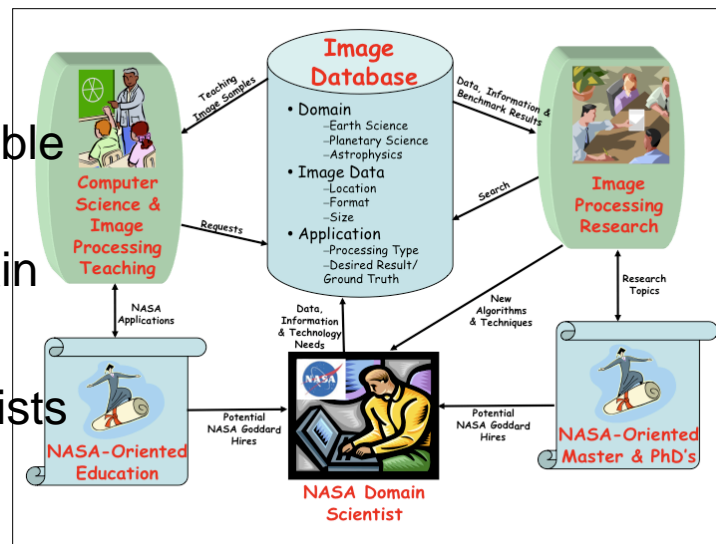 ble
in
ists
Image
Database
• Domain
–Earth Science
–Planetary Science
–Astrophysics
• Image Data
–Location
–Format
–Size
• Application
–Processing Type
–Desired Result/
Ground Truth
Teaching
Image Samples
Data, Information &
Benchmark Results
Computer
Science &
Image
Processing
Teaching
Requests
Search
Image
Processing
Research
NASA
Applications
Data,
Information
& Technology
Needs
New
Algorithms
& Techniques
Research
Topics
NASA-Oriented
Education
Potential
NASA Goddard
Hires
NASA
NASA Domain
Scientist
Potential
NASA Goddard
Hires
NASA-Oriented
Master & PhD's